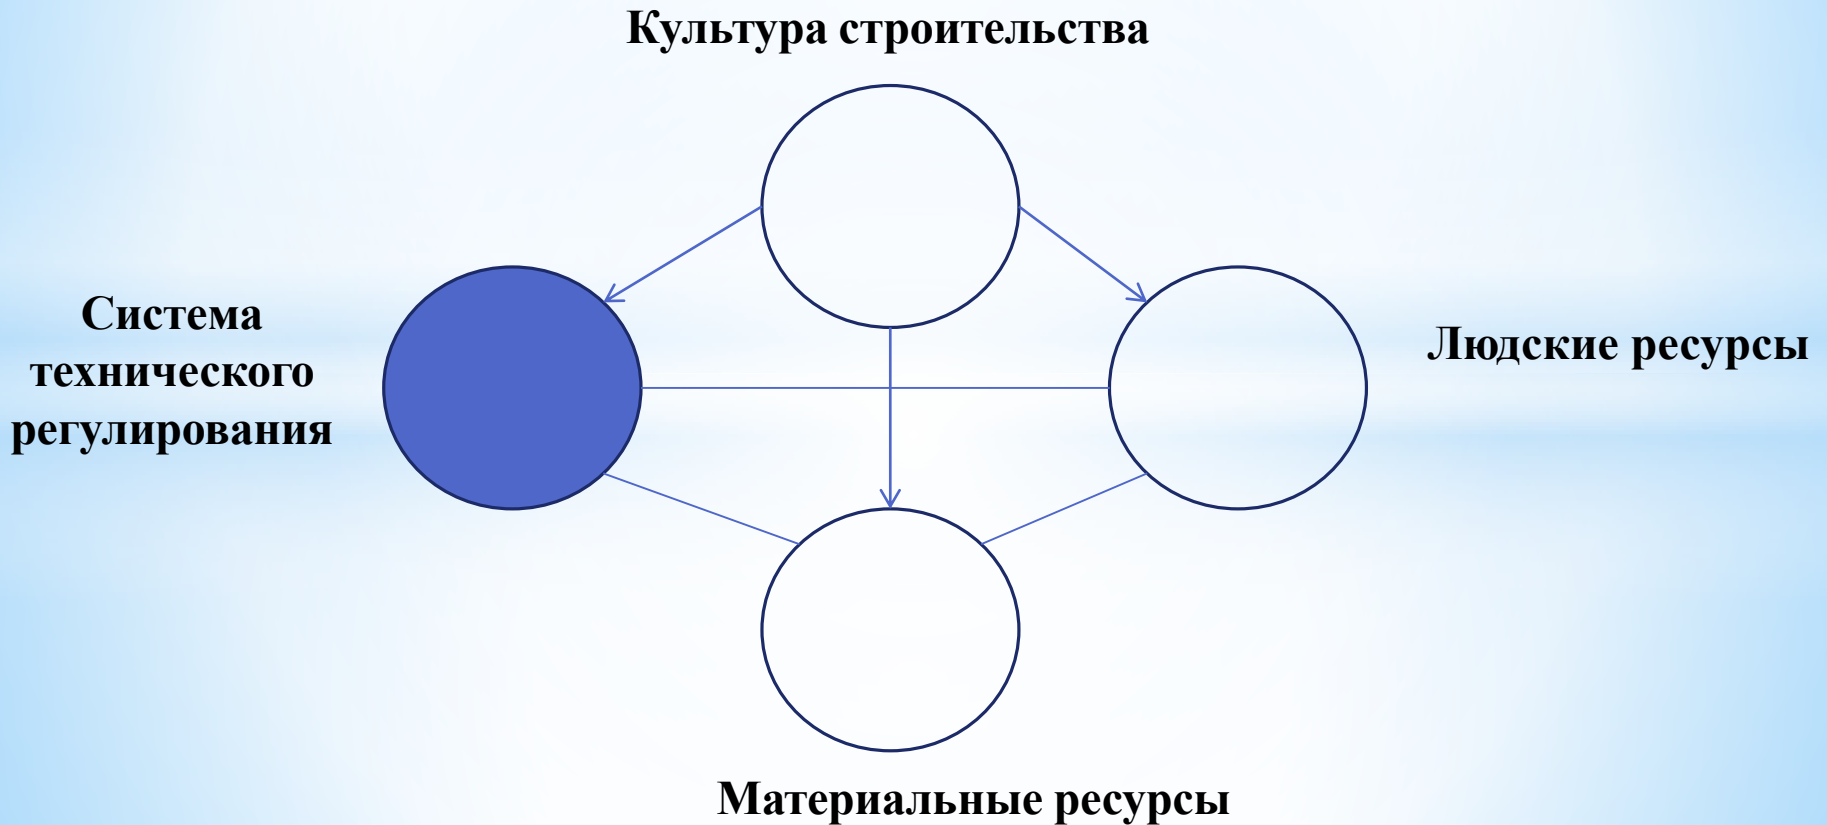 Культура строительства
Система
технического
регулирования
Людские ресурсы
Материальные ресурсы